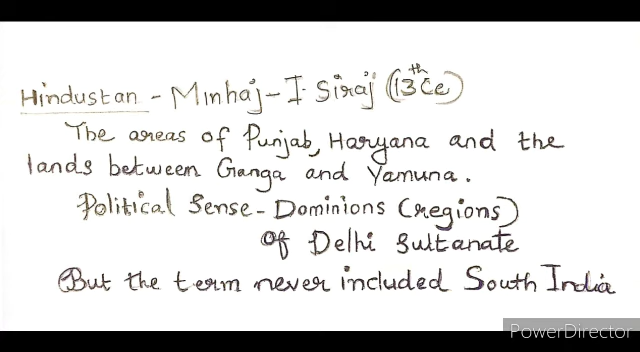 Hindustan - Minhaj-I-Siraj (13th Ce)
The areas of Punjab, Haryana and the
lands between Ganga and Yamuna.
Political Sense - Dominions (regions)
of Delhi Sultanate
But the term never included South India
PowerDirector